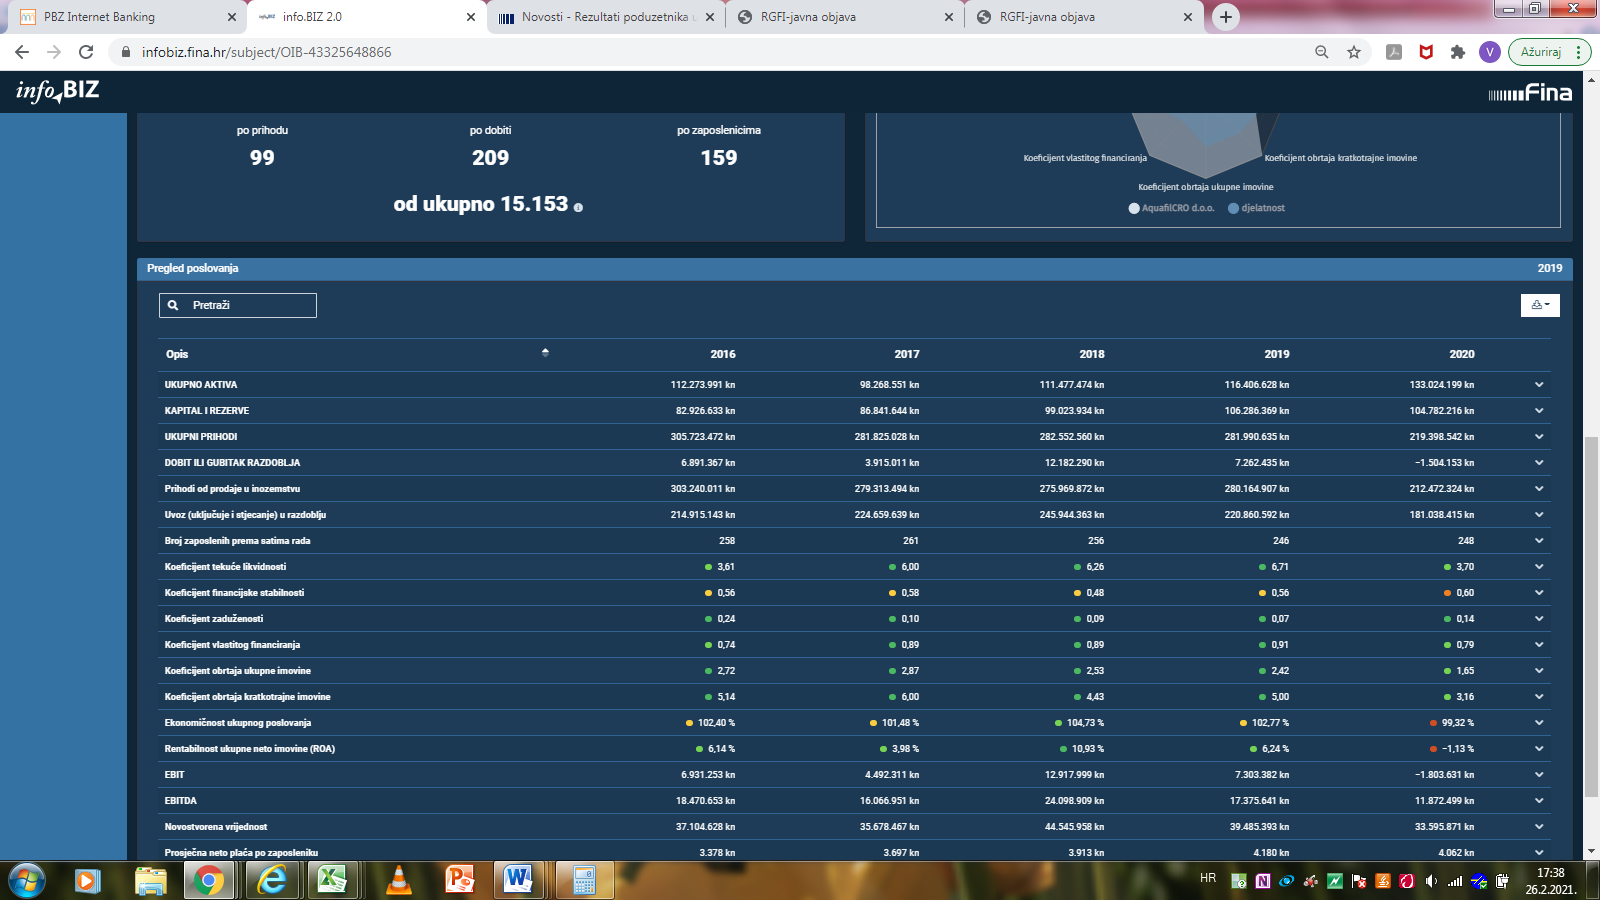 PBZ Internet Banking
info.BIZ 2.0
Novosti - Rezultati poduzetnika u
RGFI-javna objava
RGFI-javna objava
infobiz.fina.hr/subject/OIB-43325648866
V
Ažuriraj
info.BIZ
Fina
po prihodu po dobiti po zaposlenicima
99 209 159
od ukupno 15.153
Koeficijent vlastitog financiranja
Koeficijent obrtaja kratkotrajne imovine
Koeficijent obrtaja ukupne imovine
AquafilCRO d.o.o. djelatnost
Pregled poslovanja 2019
Pretraži
Opis 2016 2017 2018 2019 2020
UKUPNO AKTIVA 112.273.991 kn 98.268.551 kn 111.477.474 kn 116.406.628 kn 133.024.199 kn
KAPITAL I REZERVE 82.926.633 kn 86.841.644 kn 99.023.934 kn 106.286.369 kn 104.782.216 kn
UKUPNI PRIHODI 305.723.472 kn 281.825.028 kn 282.552.560 kn 281.990.635 kn 219.398.542 kn
DOBIT ILI GUBITAK RAZDOBLJA 6.891.367 kn 3.915.011 kn 12.182.290 kn 7.262.435 kn −1.504.153 kn
Prihodi od prodaje u inozemstvu 303.240.011 kn 279.313.494 kn 275.969.872 kn 280.164.907 kn 212.472.324 kn
Uvoz (uključuje i stjecanje) u razdoblju 214.915.143 kn 224.659.639 kn 245.944.363 kn 220.860.592 kn 181.038.415 kn
Broj zaposlenih prema satima rada 258 261 256 246 248
Koeficijent tekuće likvidnosti 3,61 6,00 6,26 6,71 3,70
Koeficijent financijske stabilnosti 0,56 0,58 0,48 0,56 0,60
Koeficijent zaduženosti 0,24 0,10 0,09 0,07 0,14
Koeficijent vlastitog financiranja 0,74 0,89 0,89 0,91 0,79
Koeficijent obrtaja ukupne imovine 2,72 2,87 2,53 2,42 1,65
Koeficijent obrtaja kratkotrajne imovine 5,14 6,00 4,43 5,00 3,16
Ekonomičnost ukupnog poslovanja 102,40 % 101,48 % 104,73 % 102,77 % 99,32 %
Rentabilnost ukupne neto imovine (ROA) 6,14 % 3,98 % 10,93 % 6,24 % −1,13 %
EBIT 6.931.253 kn 4.492.311 kn 12.917.999 kn 7.303.382 kn −1.803.631 kn
EBITDA 18.470.653 kn 16.066.951 kn 24.098.909 kn 17.375.641 kn 11.872.499 kn
Novostvorena vrijednost 37.104.628 kn 35.678.467 kn 44.545.958 kn 39.485.393 kn 33.595.871 kn
Prosječna neto plaća po zaposleniku 3.378 kn 3.697 kn 3.913 kn 4.180 kn 4.062 kn
HR
17:38
26.2.2021.